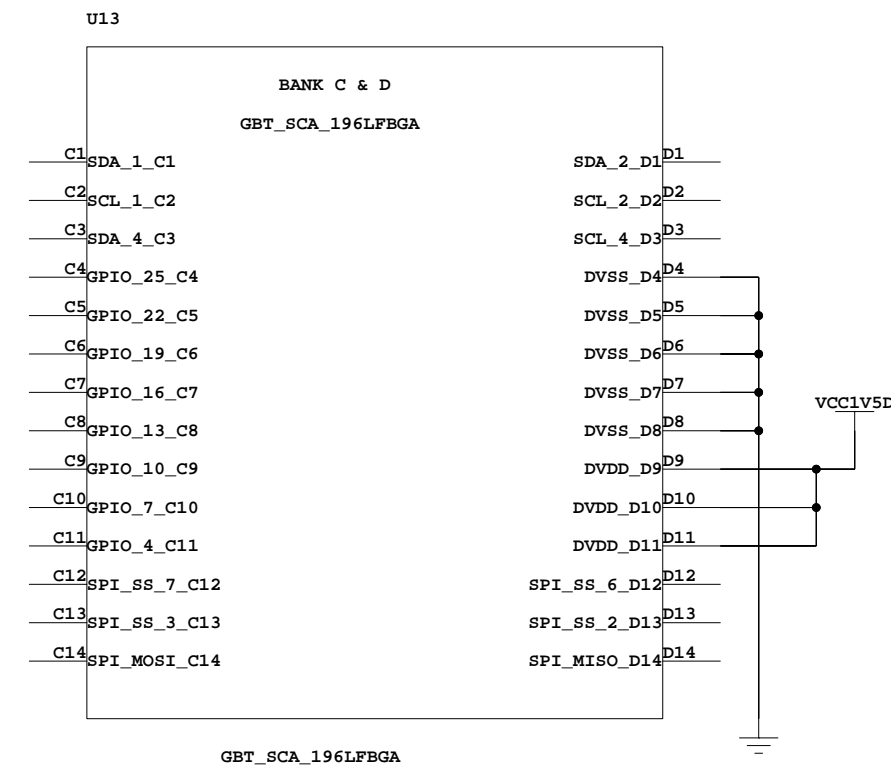 U13
BANK C & D
GBT_SCA_196LFBGA
C1 SDA_1_C1 SDA_2_D1 D1
C2 SCL_1_C2 SCL_2_D2 D2
C3 SDA_4_C3 SCL_4_D3 D3
C4 GPIO_25_C4 DVSS_D4 D4
C5 GPIO_22_C5 DVSS_D5 D5
C6 GPIO_19_C6 DVSS_D6 D6
C7 GPIO_16_C7 DVSS_D7 D7
VCC1V5D
C8 GPIO_13_C8 DVSS_D8 D8
C9 GPIO_10_C9 DVDD_D9 D9
C10 GPIO_7_C10 DVDD_D10 D10
C11 GPIO_4_C11 DVDD_D11 D11
C12 SPI_SS_7_C12 SPI_SS_6_D12 D12
C13 SPI_SS_3_C13 SPI_SS_2_D13 D13
C14 SPI_MOSI_C14 SPI_MISO_D14 D14
GBT_SCA_196LFBGA